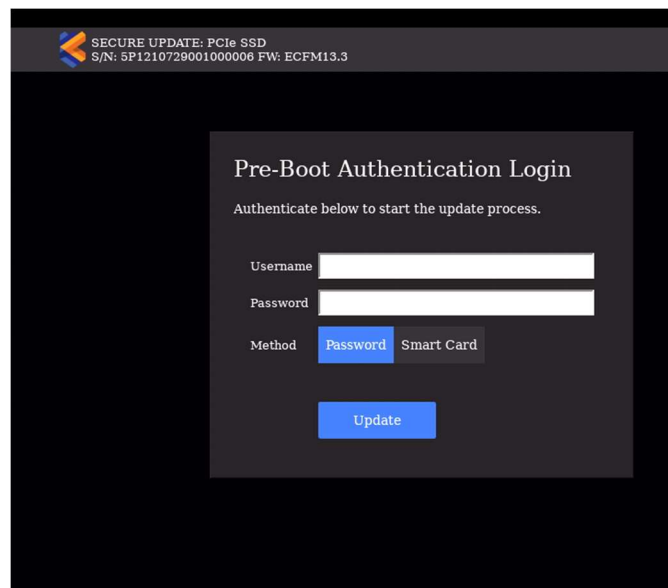 SECURE UPDATE: PCIe SSD
S/N: 5P1210729001000006 FW: ECFM13.3
Pre-Boot Authentication Login
Authenticate below to start the update process.
Username
Password
Method Password Smart Card
Update